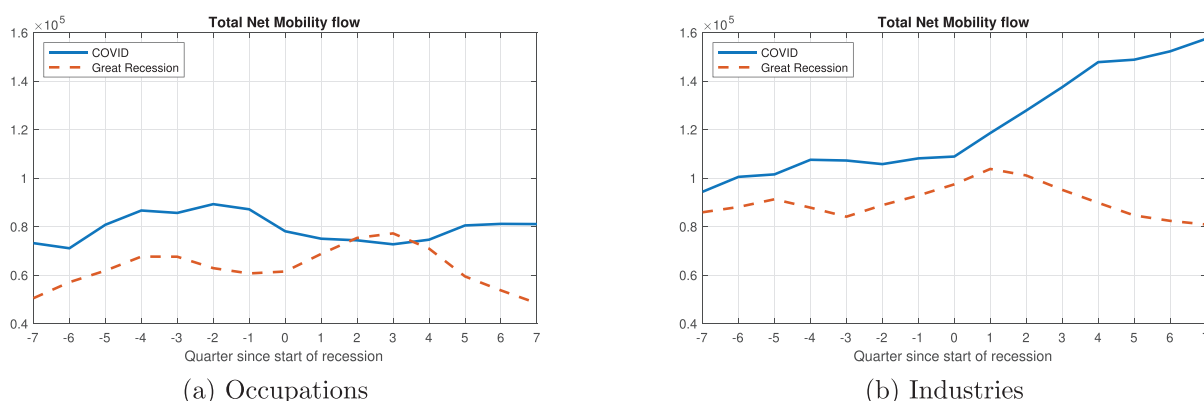 Total Net Mobility flow
×10^5
COVID
Great Recession
1.6
1.4
1.2
1
0.8
0.6
0.4
-7 -6 -5 -4 -3 -2 -1 0 1 2 3 4 5 6 7
Quarter since start of recession
(a) Occupations
Total Net Mobility flow
×10^5
COVID
Great Recession
1.6
1.4
1.2
1
0.8
0.6
0.4
-7 -6 -5 -4 -3 -2 -1 0 1 2 3 4 5 6
Quarter since start of recession
(b) Industries